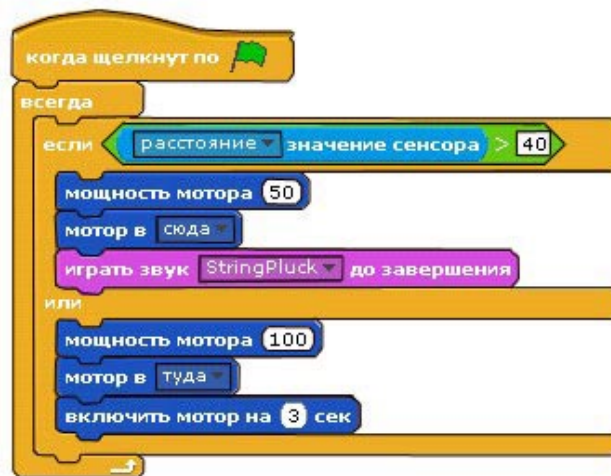 когда щелкнут по
всегда
если расстояние значение сенсора > 40
мощность мотора 50
мотор в сюда
играть звук StringPluck до завершения
или
мощность мотора 100
мотор в туда
включить мотор на 3 сек